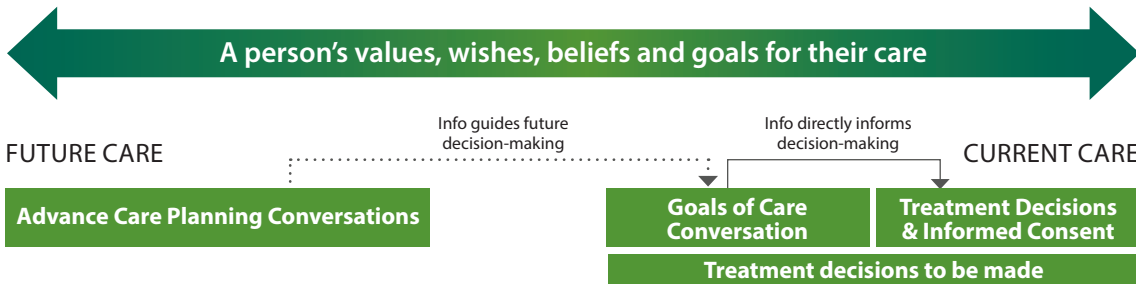 A person’s values, wishes, beliefs and goals for their care
Info guides future
decision-making
Info directly informs
decision-making
FUTURE CARE
CURRENT CARE
Advance Care Planning Conversations
Goals of Care
Conversation
Treatment Decisions
& Informed Consent
Treatment decisions to be made